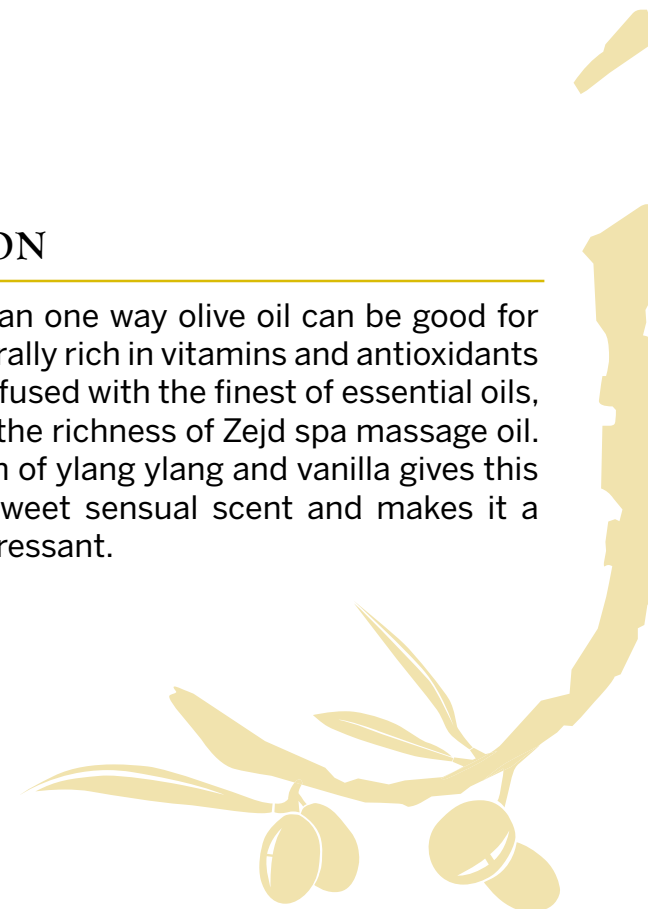 ON
an one way olive oil can be good for
rally rich in vitamins and antioxidants
fused with the finest of essential oils,
the richness of Zejd spa massage oil.
n of ylang ylang and vanilla gives this
weet sensual scent and makes it a
ressant.